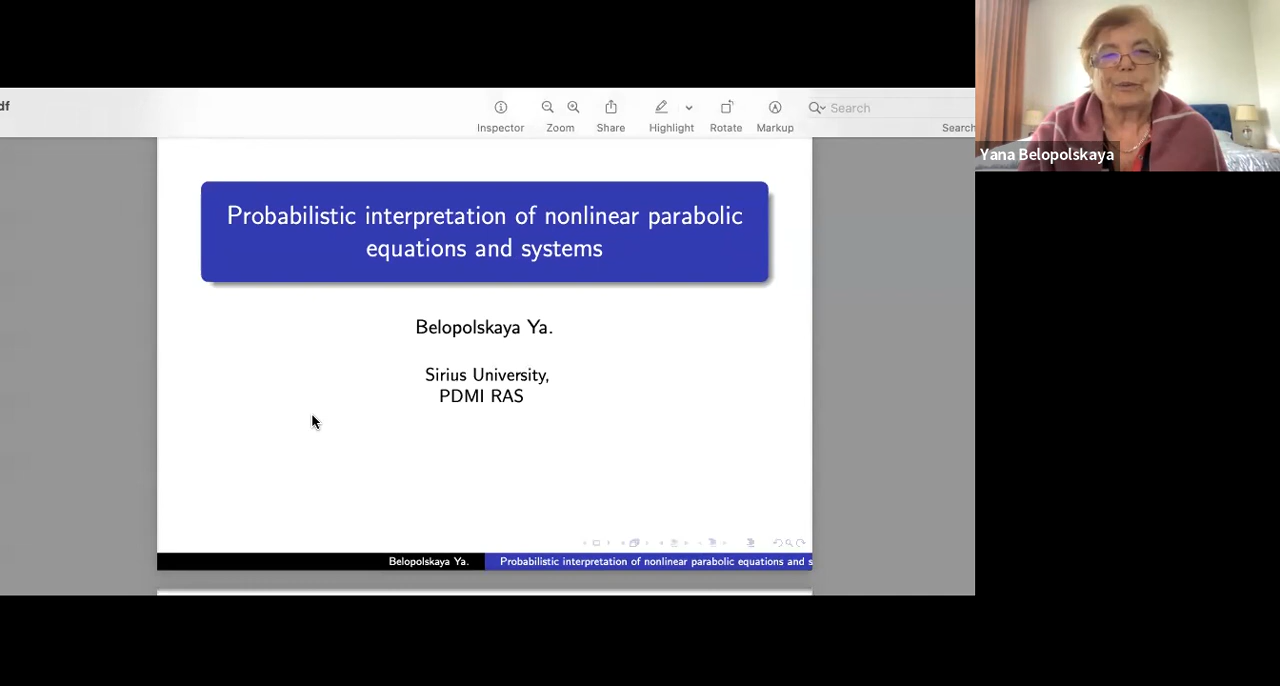 df
Inspector
Zoom
Share
Highlight
Rotate
Markup
Search
Search
Yana Belopolskaya
Probabilistic interpretation of nonlinear parabolic
equations and systems
Belopolskaya Ya.
Sirius University,
PDMI RAS
Belopolskaya Ya.
Probabilistic interpretation of nonlinear parabolic equations and s